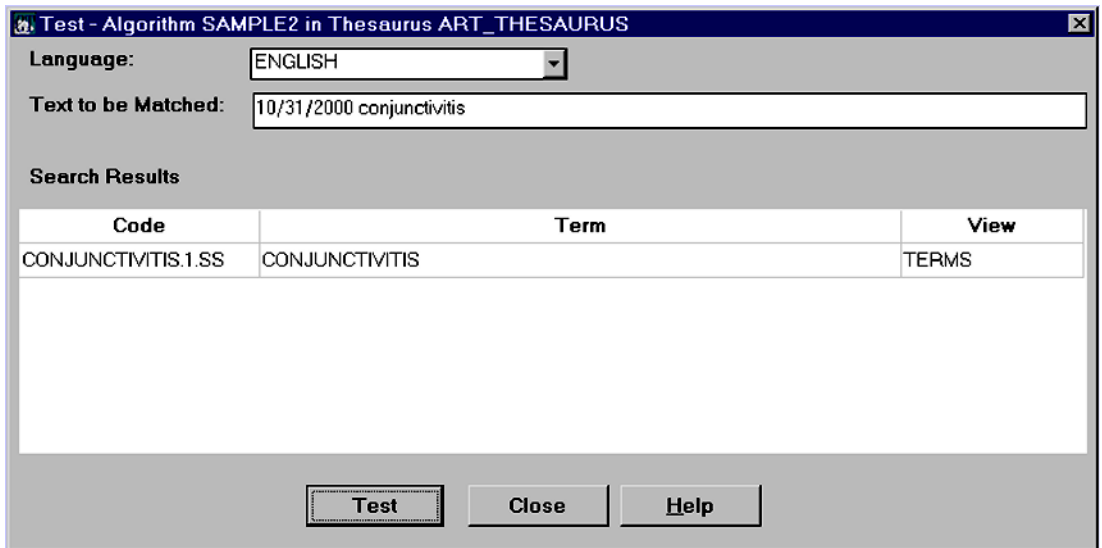 Test - Algorithm SAMPLE2 in Thesaurus ART_THESAURUS
Language: ENGLISH
Text to be Matched: 10/31/2000 conjunctivitis
Search Results
Code Term View
CONJUNCTIVITIS.1.SS CONJUNCTIVITIS TERMS
Test Close Help